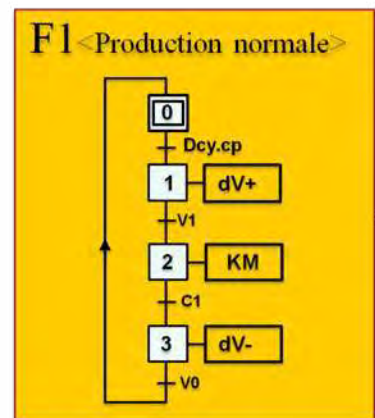 F1<Production normale>
0
Dcy.cp
1 dV+
V1
2 KM
C1
3 dV-
V0